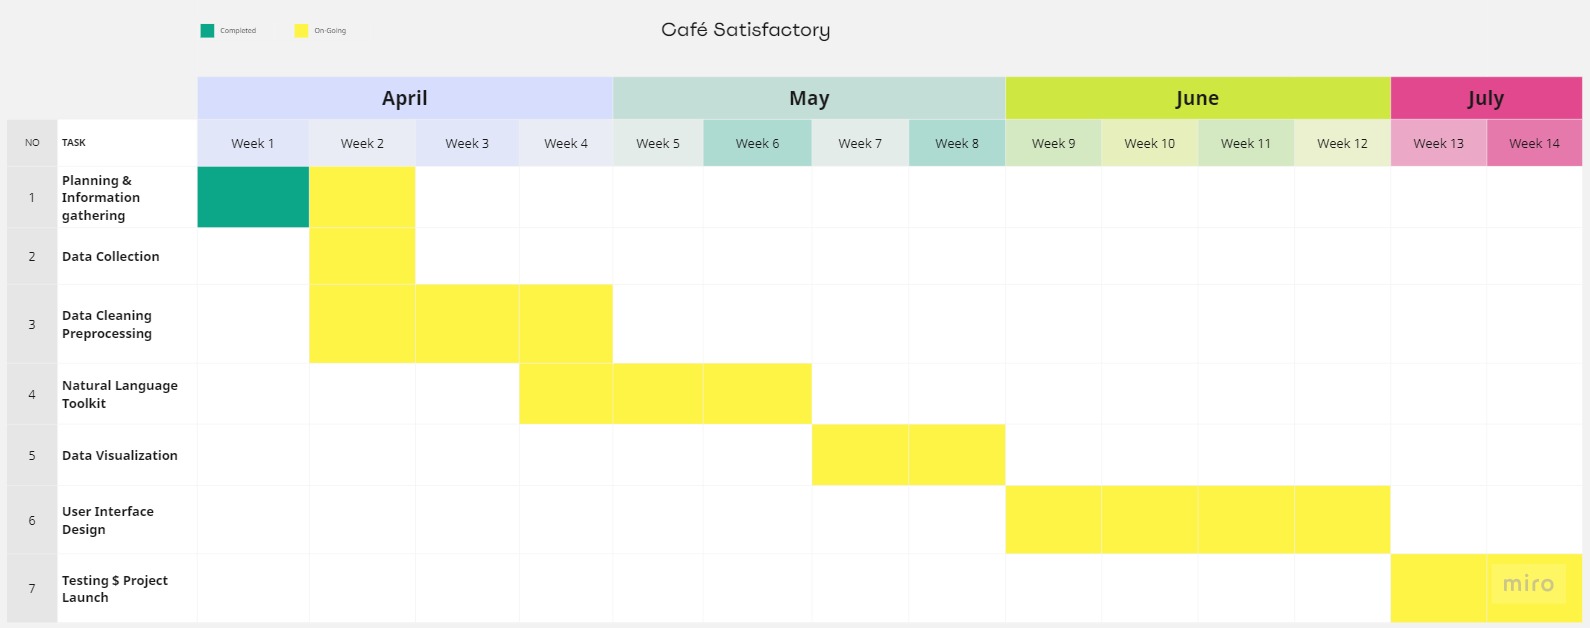 Completed
On-Going
Café Satisfactory
April
May
June
July
NO
TASK
Week 1
Week 2
Week 3
Week 4
Week 5
Week 6
Week 7
Week 8
Week 9
Week 10
Week 11
Week 12
Week 13
Week 14
1
Planning &
Information
gathering
2
Data Collection
3
Data Cleaning
Preprocessing
4
Natural Language
Toolkit
5
Data Visualization
6
User Interface
Design
7
Testing $ Project
Launch
miro